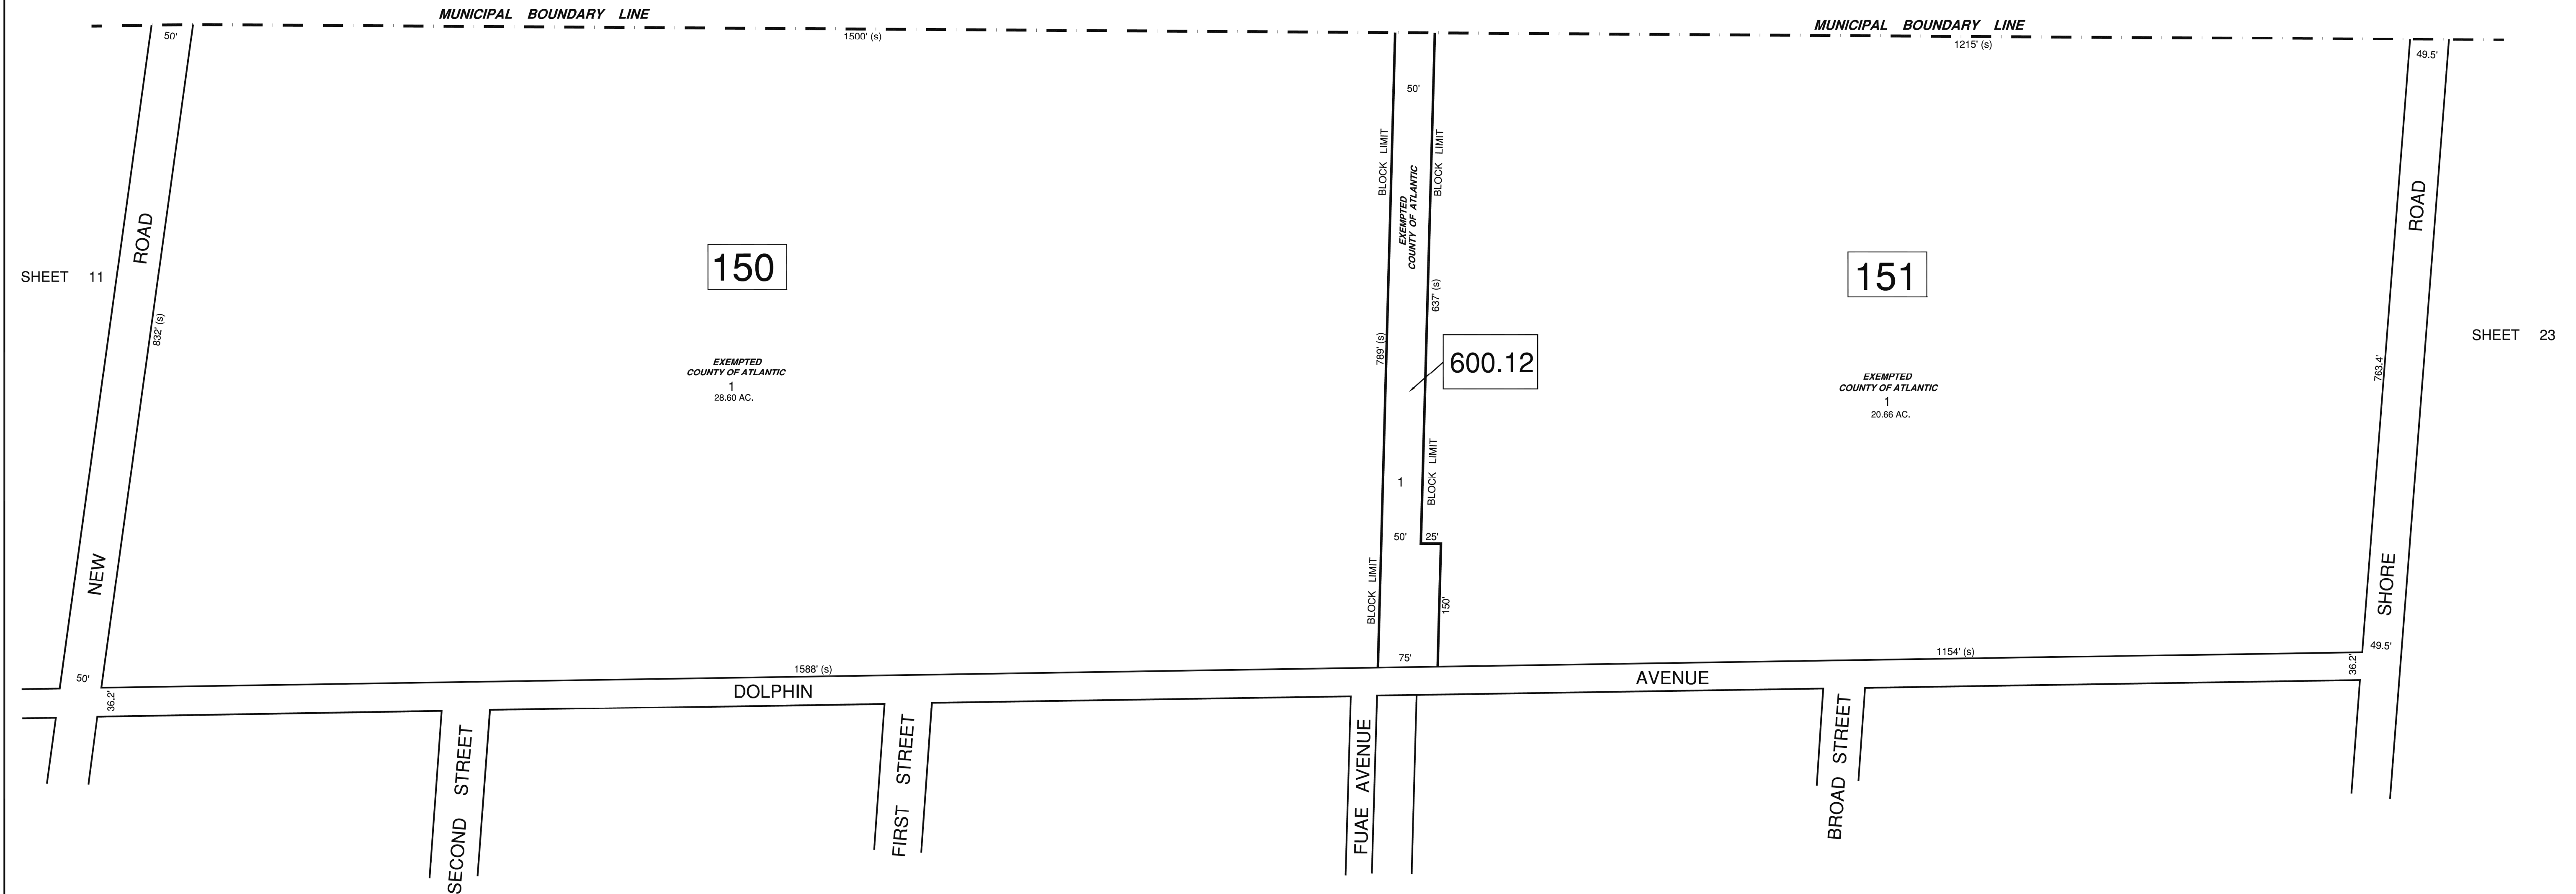 MUNICIPAL BOUNDARY LINE
MUNICIPAL BOUNDARY LINE
50'
1500' (s)
1215' (s)
49.5'
50'
BLOCK LIMIT
BLOCK LIMIT
EXEMPTED
COUNTY OF ATLANTIC
ROAD
ROAD
150
151
SHEET 11
832' (s)
637' (s)
789' (s)
600.12
SHEET 23
763.4'
EXEMPTED
COUNTY OF ATLANTIC
1
28.60 AC.
EXEMPTED
COUNTY OF ATLANTIC
1
20.66 AC.
BLOCK LIMIT
1
50'
25'
NEW
BLOCK LIMIT
150'
SHORE
50'
36.2'
1588' (s)
75'
1154' (s)
36.2'
49.5'
DOLPHIN
AVENUE
SECOND STREET
FIRST STREET
FUAE AVENUE
BROAD STREET